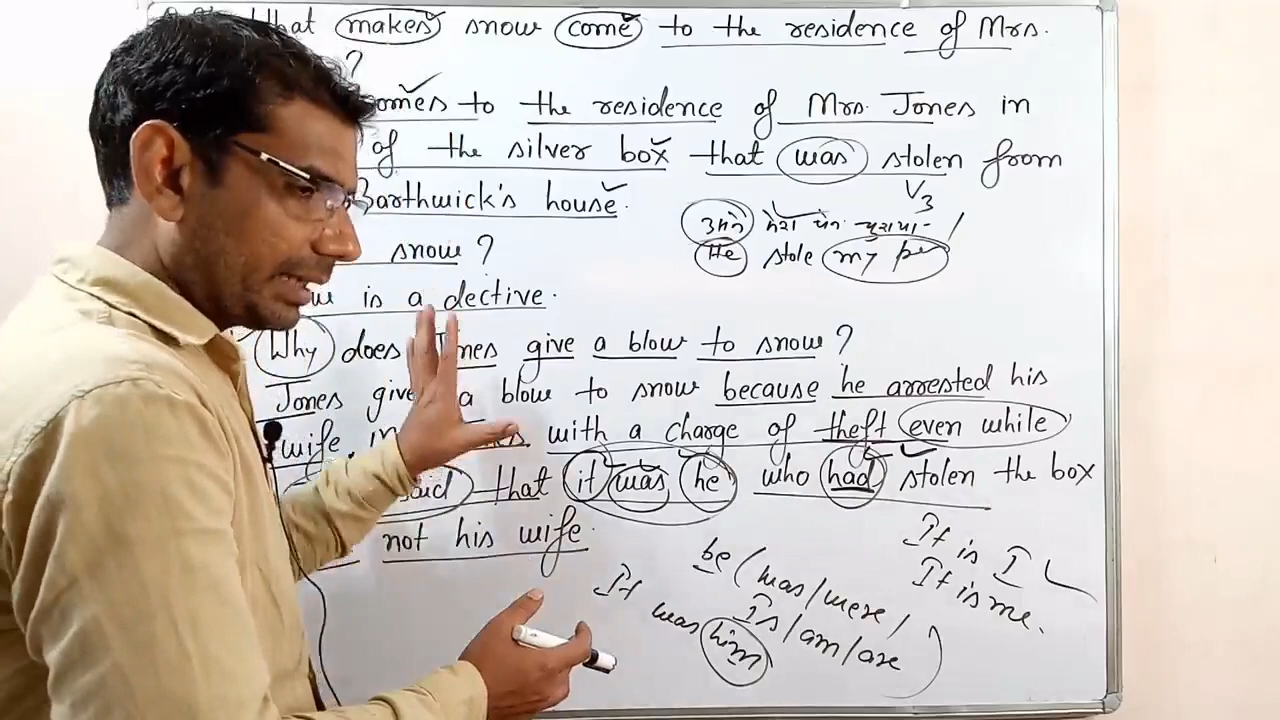 that makes snow come to the residence of Mrs.
?
comes to the residence of Mrs. Jones in
of the silver box that was stolen from
Barthwick's house.
V3
उसने मेरा पेन चुराया।
He stole my pen
snow ?
is a dective.
Why does Jones give a blow to snow ?
Jones give a blow to snow because he arrested his
wife with a charge of theft even while
said that it was he who had stolen the box
not his wife.
It is I
It is me.
be (was/were/
Is/am/are)
It was him